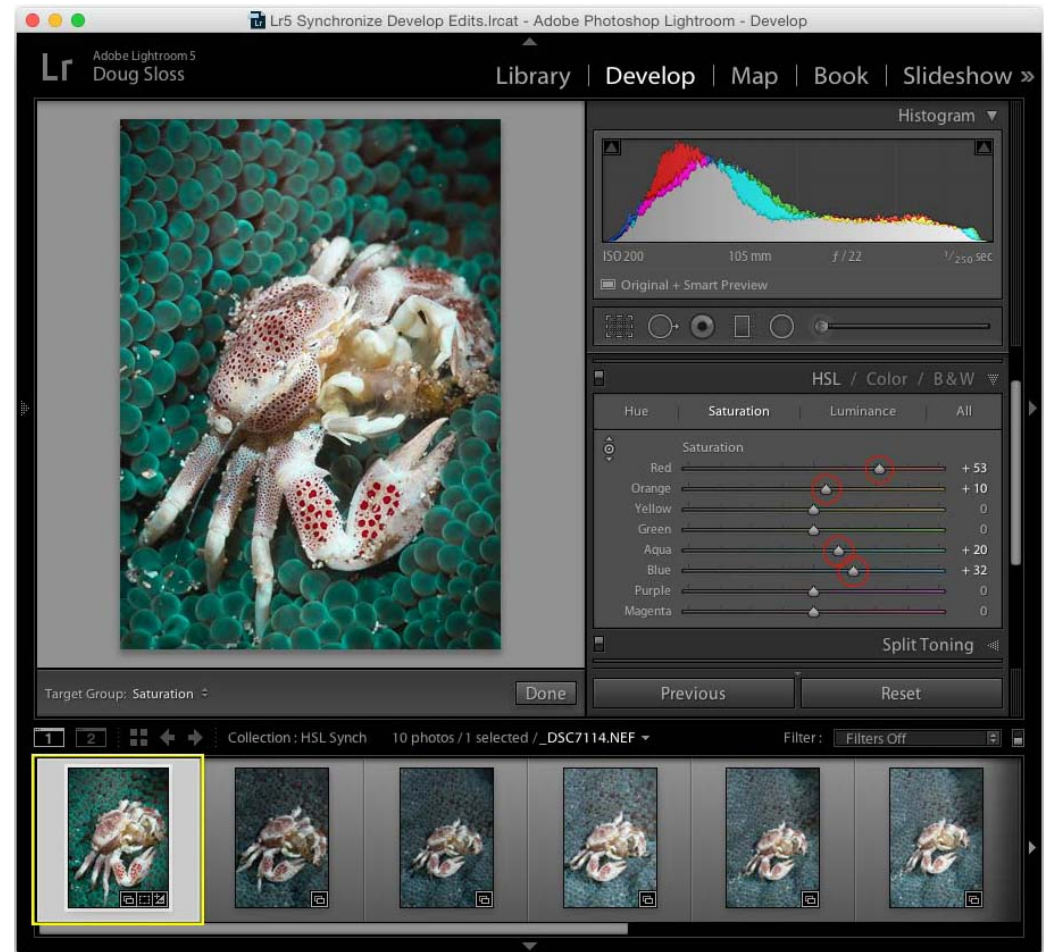 Lr5 Synchronize Develop Edits.lrcat - Adobe Photoshop Lightroom - Develop
Lr Adobe Lightroom 5
Doug Sloss
Library | Develop | Map | Book | Slideshow »
Histogram
ISO 200 105 mm ƒ / 22 1/250 sec
Original + Smart Preview
HSL / Color / B & W
Hue | Saturation | Luminance | All
Saturation
Red + 53
Orange + 10
Yellow 0
Green 0
Aqua + 20
Blue + 32
Purple 0
Magenta 0
Split Toning
Target Group: Saturation Done Previous Reset
1 2 Collection : HSL Synch 10 photos / 1 selected / _DSC7114.NEF Filter : Filters Off